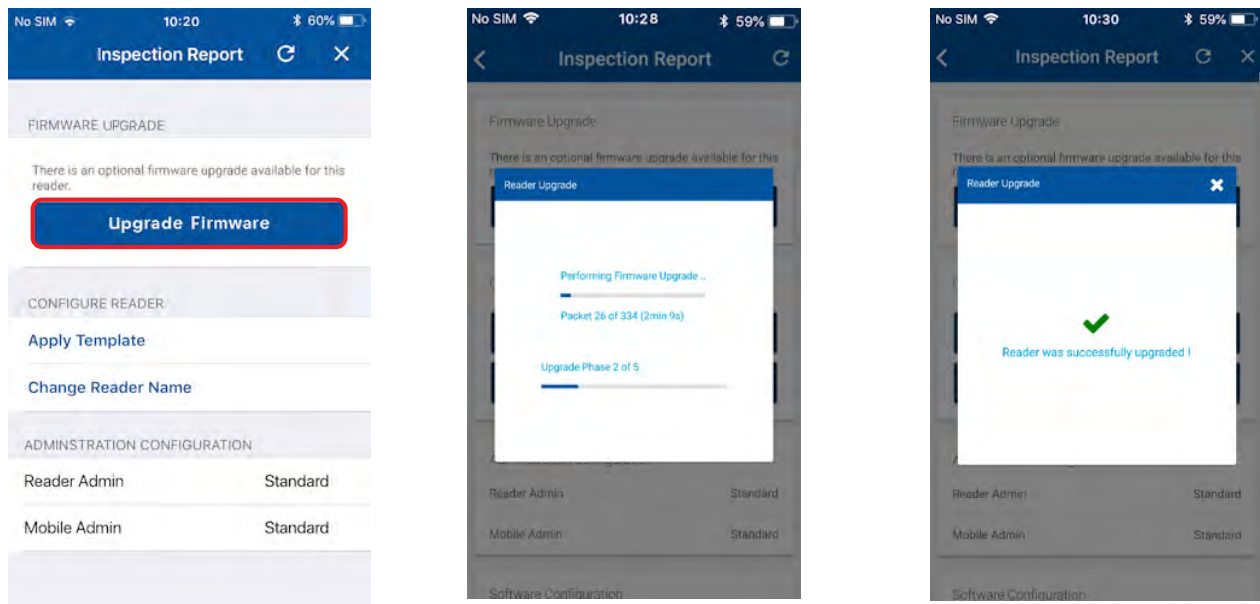 No SIM 10:20 60%
Inspection Report
FIRMWARE UPGRADE
There is an optional firmware upgrade available for this
reader.
Upgrade Firmware
CONFIGURE READER
Apply Template
Change Reader Name
ADMINSTRATION CONFIGURATION
Reader Admin Standard
Mobile Admin Standard
No SIM 10:28 59%
Inspection Report
Firmware Upgrade
There is an optional firmware upgrade available for this
Reader Upgrade
Performing Firmware Upgrade ..
Packet 26 of 334 (2min 9s)
Upgrade Phase 2 of 5
Reader Admin Standard
Mobile Admin Standard
Software Configuration
No SIM 10:30 59%
Inspection Report
Firmware Upgrade
There is an optional firmware upgrade available for this
Reader Upgrade
Reader was successfully upgraded !
Reader Admin Standard
Mobile Admin Standard
Software Configuration